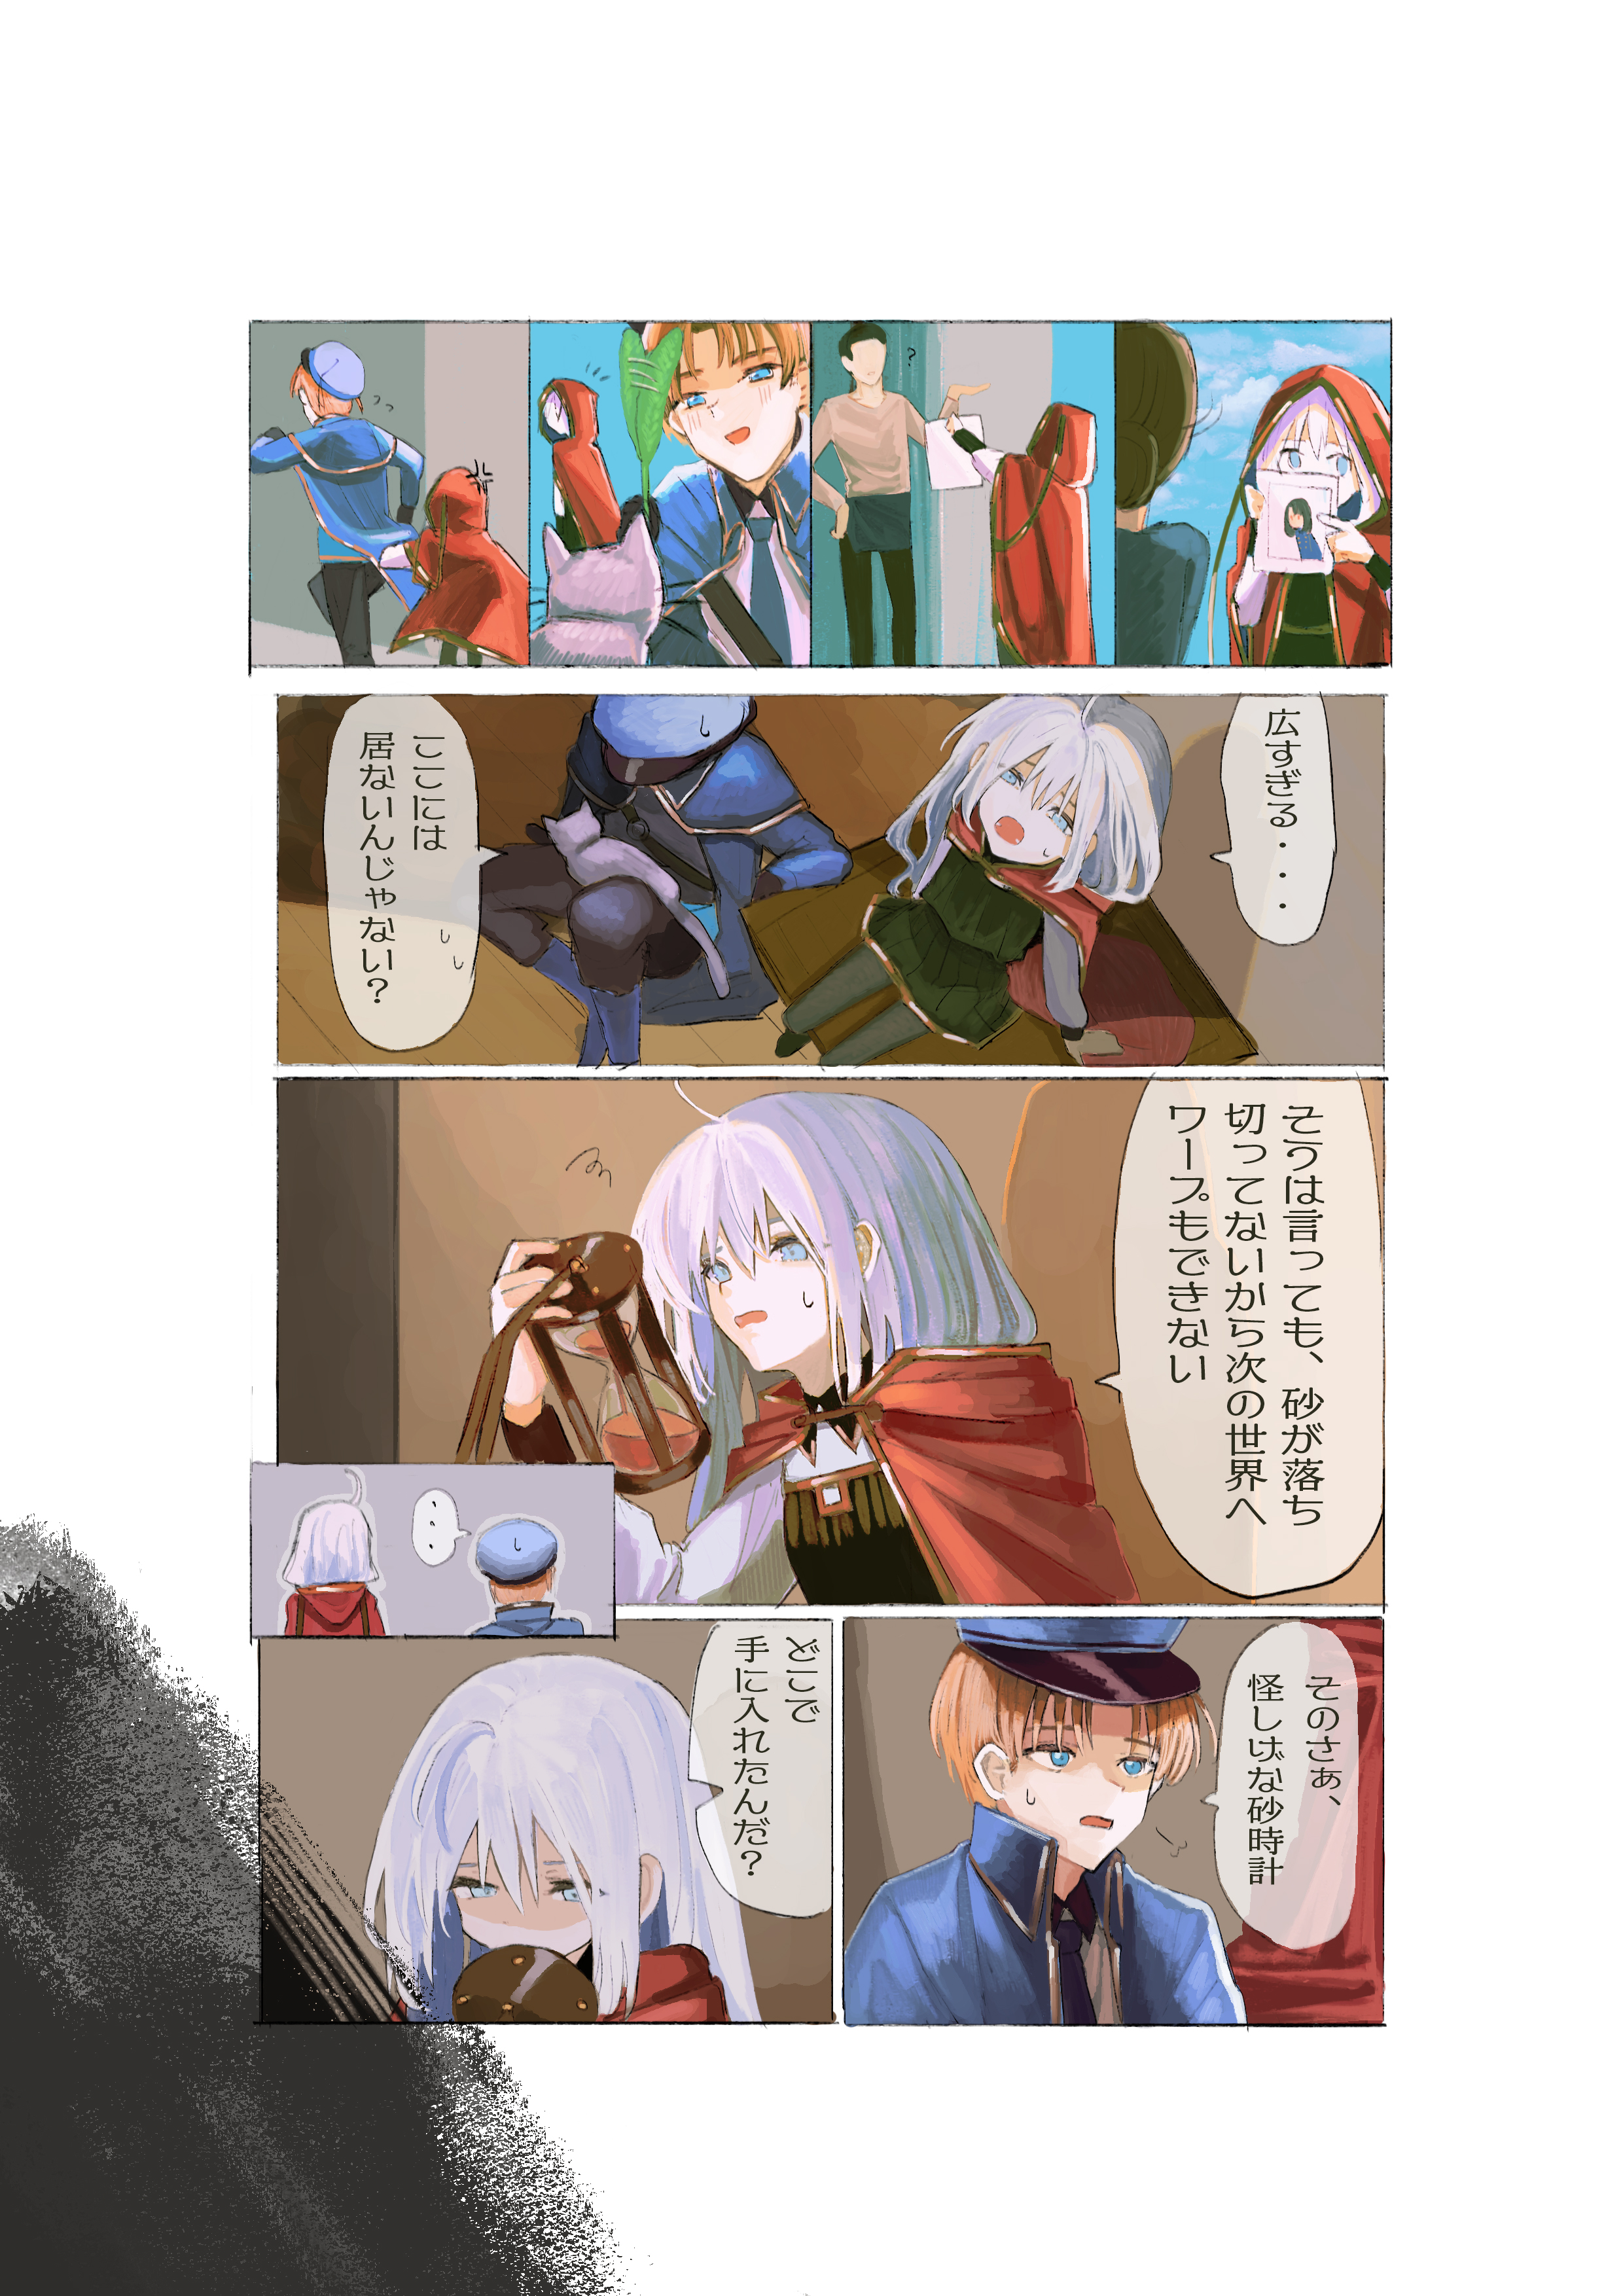 ?
広すぎる・・・
ここには
居ないんじゃない?
そうは言っても、砂が落ち
切ってないから次の世界へ
ワープもできない
・・・
そのさぁ、
怪しげな砂時計
どこで
手に入れたんだ?